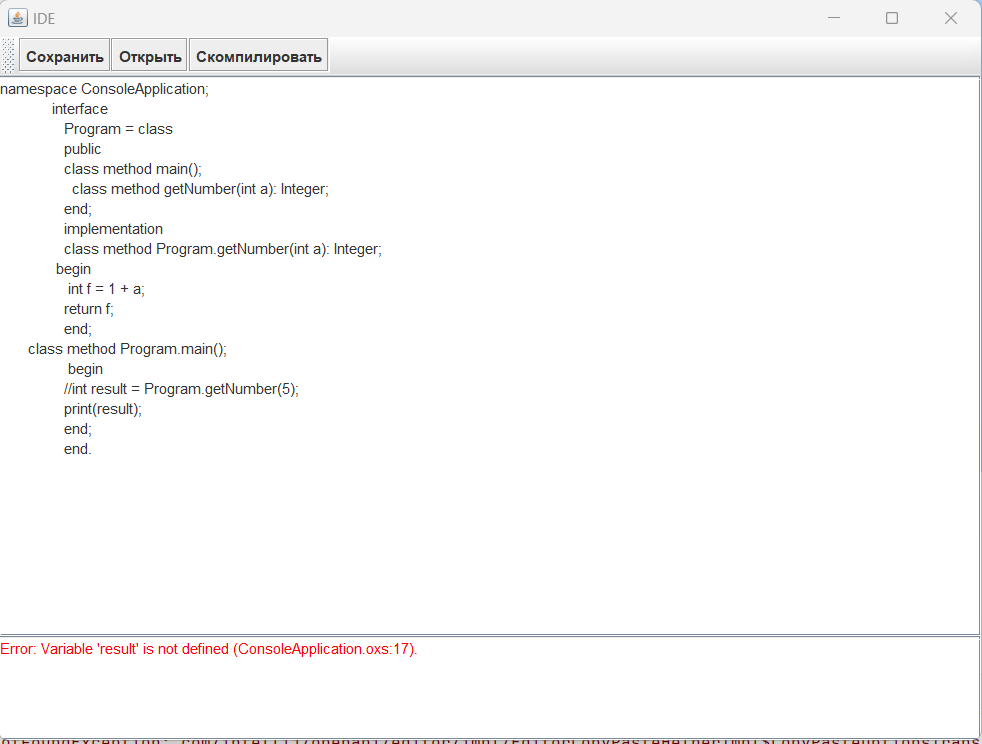 IDE
Сохранить Открыть Скомпилировать
namespace ConsoleApplication;
interface
Program = class
public
class method main();
class method getNumber(int a): Integer;
end;
implementation
class method Program.getNumber(int a): Integer;
begin
int f = 1 + a;
return f;
end;
class method Program.main();
begin
//int result = Program.getNumber(5);
print(result);
end;
end.
Error: Variable 'result' is not defined (ConsoleApplication.oxs:17).